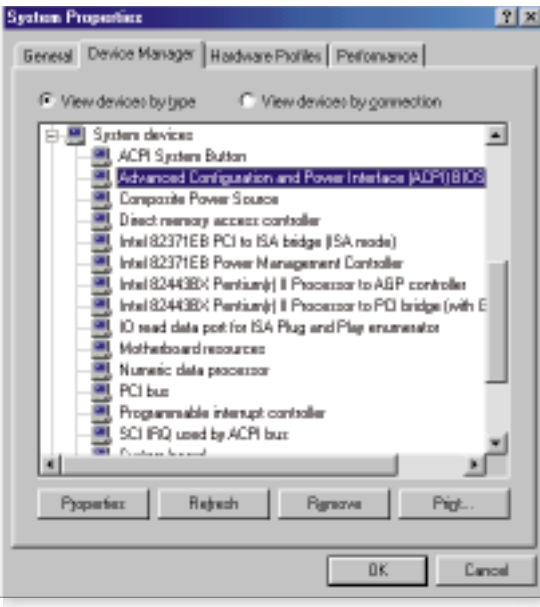 System Properties
? ×
General Device Manager Hardware Profiles Performance
View devices by type View devices by connection
System devices
ACPI System Button
Advanced Configuration and Power Interface (ACPI) BIOS
Composite Power Source
Direct memory access controller
Intel 82371EB PCI to ISA bridge (ISA mode)
Intel 82371EB Power Management Controller
Intel 82443BX Pentium(r) II Processor to AGP controller
Intel 82443BX Pentium(r) II Processor to PCI bridge (with E
IO read data port for ISA Plug and Play enumerator
Motherboard resources
Numeric data processor
PCI bus
Programmable interrupt controller
SCI IRQ used by ACPI bus
System board
Properties Refresh Remove Print...
OK Cancel